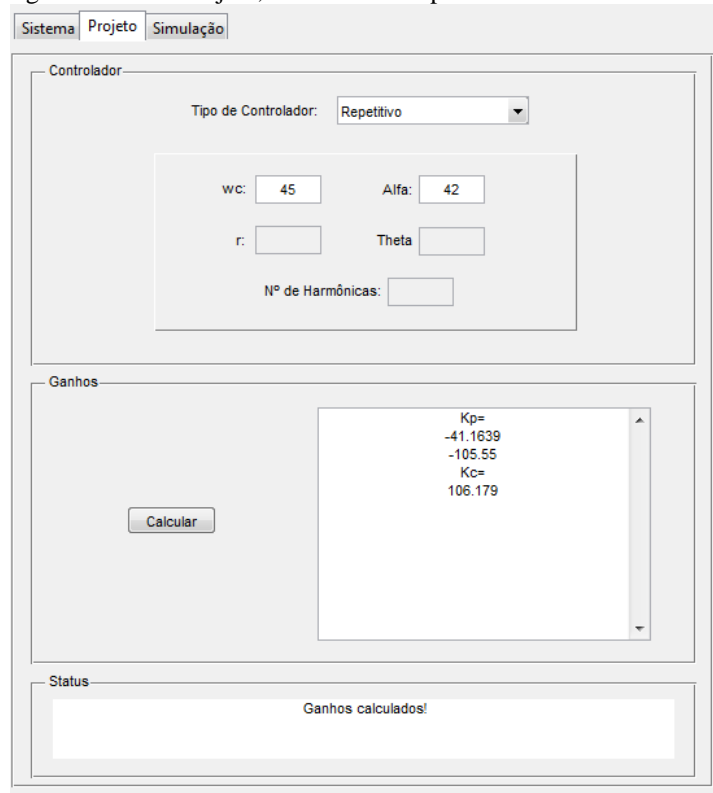 Sistema Projeto Simulação
Controlador
Tipo de Controlador: Repetitivo
wc: 45 Alfa: 42
r: Theta
Nº de Harmônicas:
Ganhos
Kp=
-41.1639
-105.55
Kc=
106.179
Calcular
Status
Ganhos calculados!